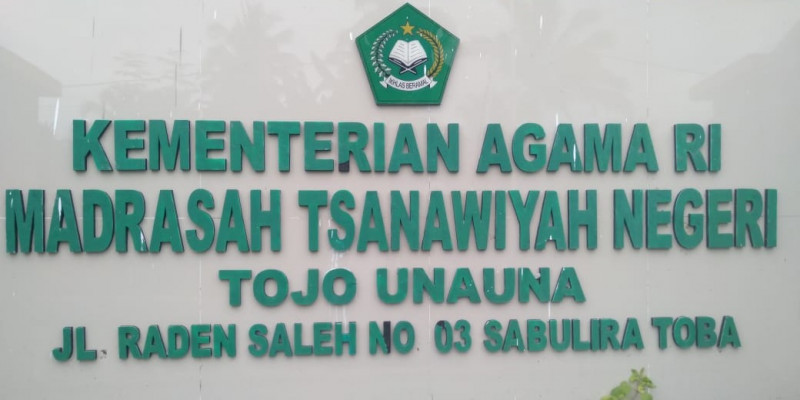 IKHLAS BERAMAL
KEMENTERIAN AGAMA RI
MADRASAH TSANAWIYAH NEGERI
TOJO UNAUNA
JL. RADEN SALEH NO. 03 SABULIRA TOBA